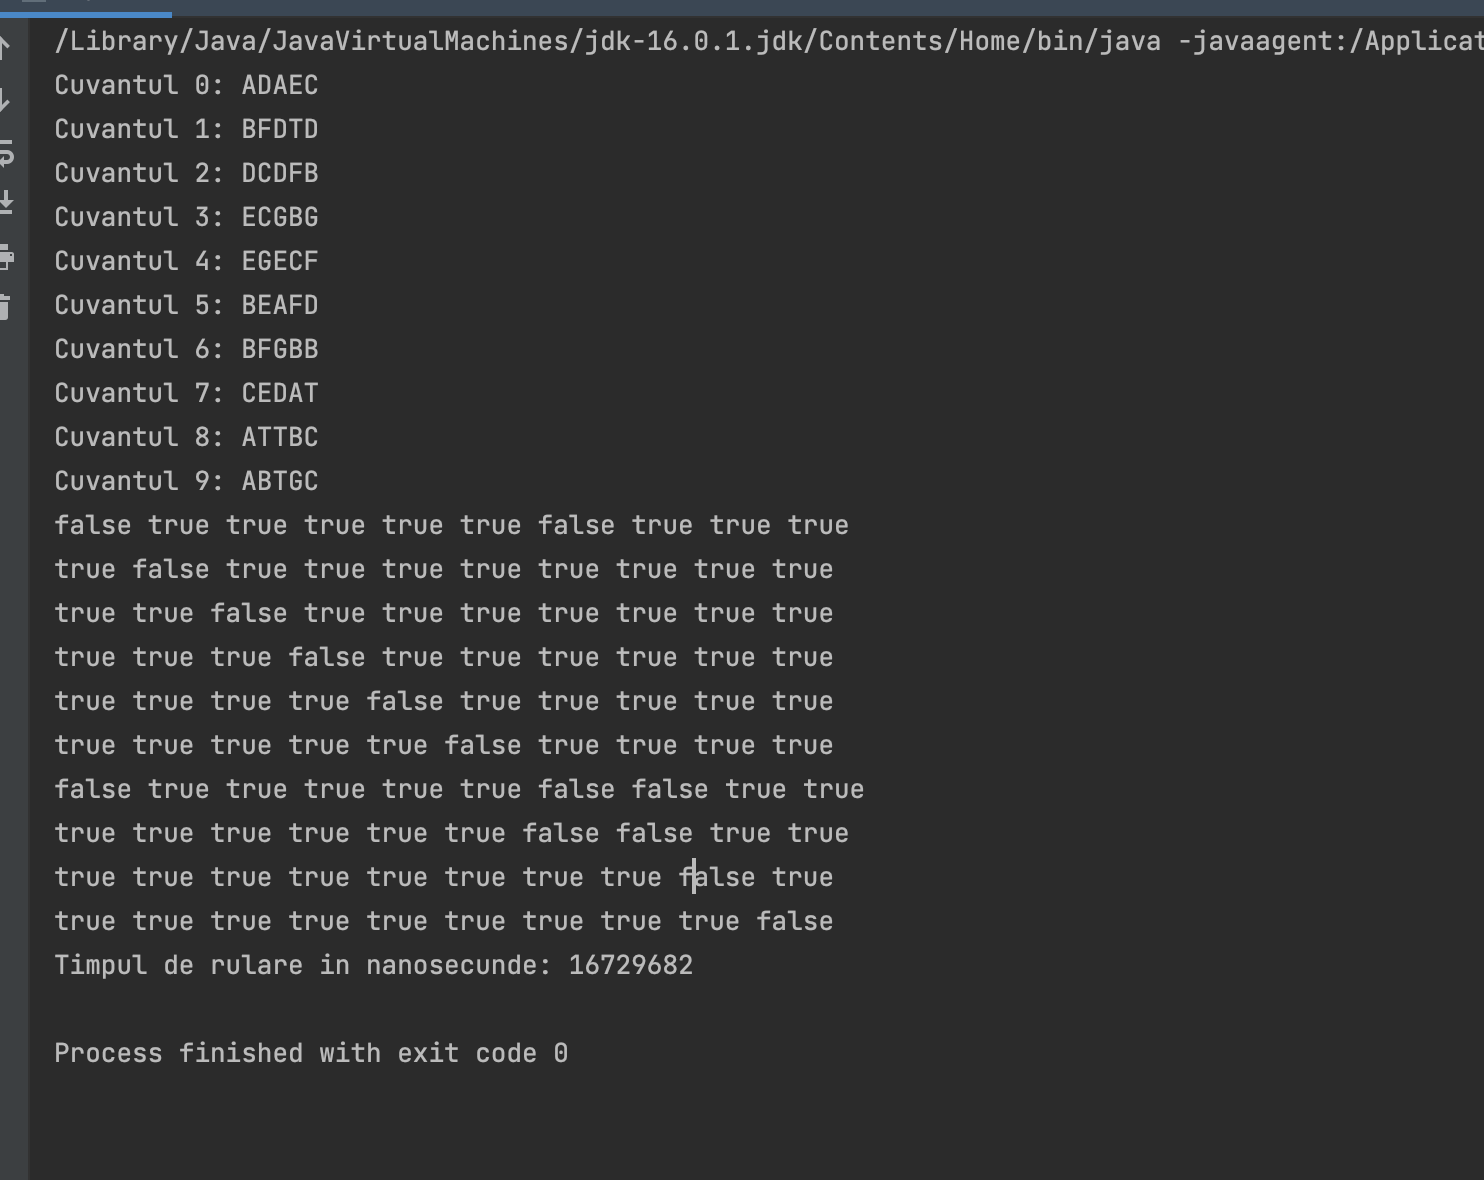 /Library/Java/JavaVirtualMachines/jdk-16.0.1.jdk/Contents/Home/bin/java -javaagent:/Applicat
Cuvantul 0: ADAEC
Cuvantul 1: BFDTD
Cuvantul 2: DCDFB
Cuvantul 3: ECGBG
Cuvantul 4: EGECF
Cuvantul 5: BEAFD
Cuvantul 6: BFGBB
Cuvantul 7: CEDAT
Cuvantul 8: ATTBC
Cuvantul 9: ABTGC
false true true true true true false true true true
true false true true true true true true true true
true true false true true true true true true true
true true true false true true true true true true
true true true true false true true true true true
true true true true true false true true true true
false true true true true true false false true true
true true true true true true false false true true
true true true true true true true true false true
true true true true true true true true true false
Timpul de rulare in nanosecunde: 16729682
Process finished with exit code 0